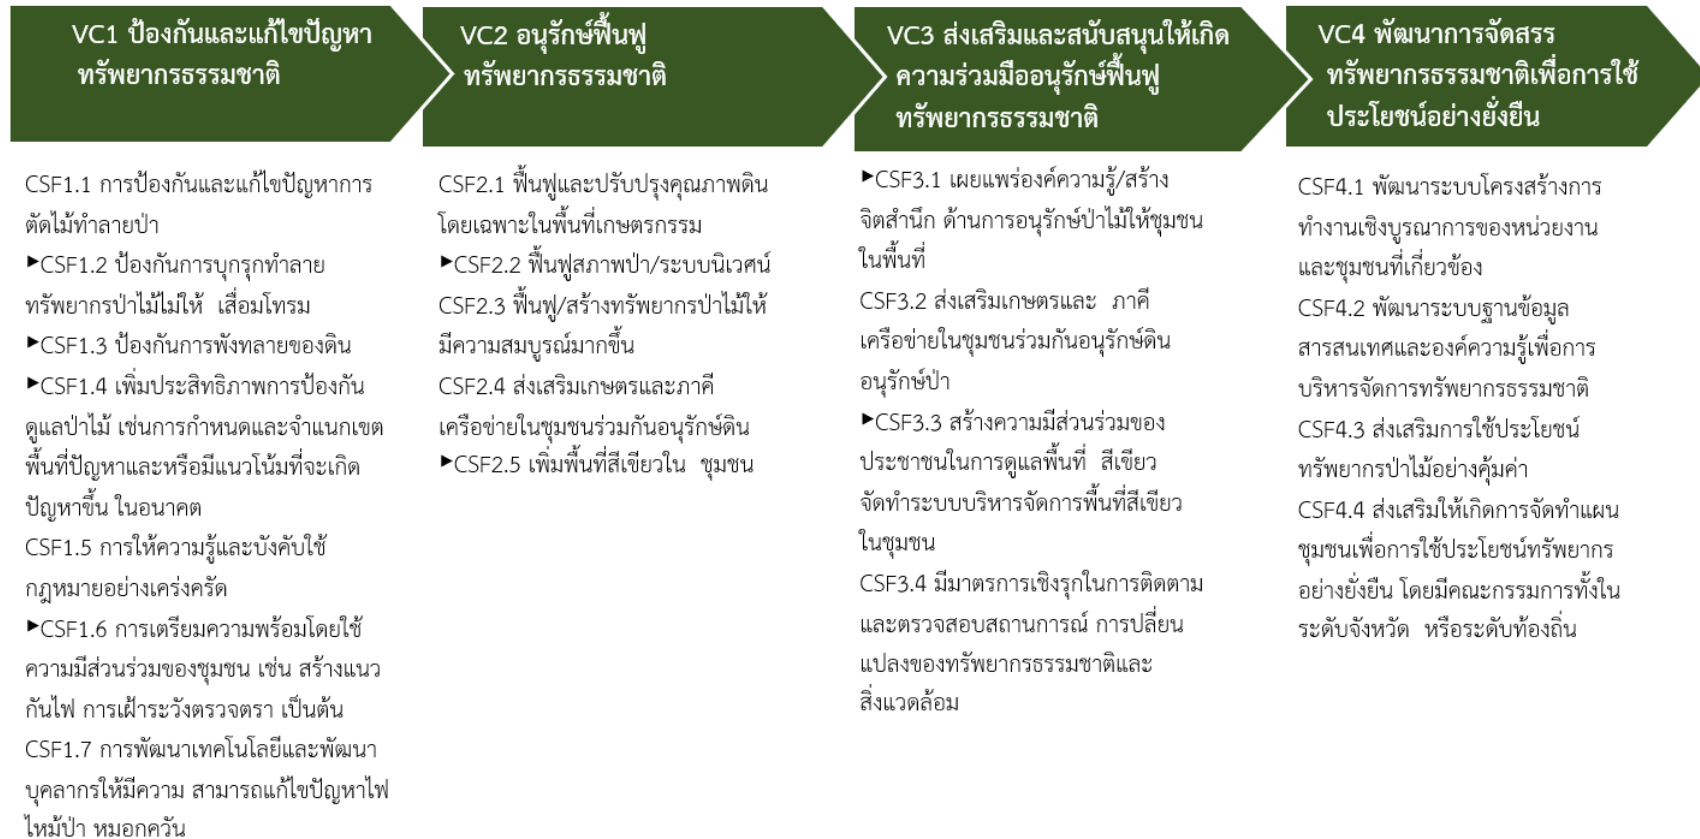 VC1 ป้องกันและแก้ไขปัญหา
ทรัพยากรธรรมชาติ
CSF1.1 การป้องกันและแก้ไขปัญหาการ
ตัดไม้ทำลายป่า
►CSF1.2 ป้องกันการบุกรุกทำลาย
ทรัพยากรป่าไม้ไม่ให้ เสื่อมโทรม
►CSF1.3 ป้องกันการพังทลายของดิน
►CSF1.4 เพิ่มประสิทธิภาพการป้องกัน
ดูแลป่าไม้ เช่นการกำหนดและจำแนกเขต
พื้นที่ปัญหาและหรือมีแนวโน้มที่จะเกิด
ปัญหาขึ้น ในอนาคต
CSF1.5 การให้ความรู้และบังคับใช้
กฎหมายอย่างเคร่งครัด
►CSF1.6 การเตรียมความพร้อมโดยใช้
ความมีส่วนร่วมของชุมชน เช่น สร้างแนว
กันไฟ การเฝ้าระวังตรวจตรา เป็นต้น
CSF1.7 การพัฒนาเทคโนโลยีและพัฒนา
บุคลากรให้มีความ สามารถแก้ไขปัญหาไฟ
ไหม้ป่า หมอกควัน
VC2 อนุรักษ์ฟื้นฟู
ทรัพยากรธรรมชาติ
CSF2.1 ฟื้นฟูและปรับปรุงคุณภาพดิน
โดยเฉพาะในพื้นที่เกษตรกรรม
►CSF2.2 ฟื้นฟูสภาพป่า/ระบบนิเวศน์
CSF2.3 ฟื้นฟู/สร้างทรัพยากรป่าไม้ให้
มีความสมบูรณ์มากขึ้น
CSF2.4 ส่งเสริมเกษตรและภาคี
เครือข่ายในชุมชนร่วมกันอนุรักษ์ดิน
►CSF2.5 เพิ่มพื้นที่สีเขียวใน ชุมชน
VC3 ส่งเสริมและสนับสนุนให้เกิด
ความร่วมมืออนุรักษ์ฟื้นฟู
ทรัพยากรธรรมชาติ
►CSF3.1 เผยแพร่องค์ความรู้/สร้าง
จิตสำนึก ด้านการอนุรักษ์ป่าไม้ให้ชุมชน
ในพื้นที่
CSF3.2 ส่งเสริมเกษตรและ ภาคี
เครือข่ายในชุมชนร่วมกันอนุรักษ์ดิน
อนุรักษ์ป่า
►CSF3.3 สร้างความมีส่วนร่วมของ
ประชาชนในการดูแลพื้นที่ สีเขียว
จัดทำระบบบริหารจัดการพื้นที่สีเขียว
ในชุมชน
CSF3.4 มีมาตรการเชิงรุกในการติดตาม
และตรวจสอบสถานการณ์ การเปลี่ยน
แปลงของทรัพยากรธรรมชาติและ
สิ่งแวดล้อม
VC4 พัฒนาการจัดสรร
ทรัพยากรธรรมชาติเพื่อการใช้
ประโยชน์อย่างยั่งยืน
CSF4.1 พัฒนาระบบโครงสร้างการ
ทำงานเชิงบูรณาการของหน่วยงาน
และชุมชนที่เกี่ยวข้อง
CSF4.2 พัฒนาระบบฐานข้อมูล
สารสนเทศและองค์ความรู้เพื่อการ
บริหารจัดการทรัพยากรธรรมชาติ
CSF4.3 ส่งเสริมการใช้ประโยชน์
ทรัพยากรป่าไม้อย่างคุ้มค่า
CSF4.4 ส่งเสริมให้เกิดการจัดทำแผน
ชุมชนเพื่อการใช้ประโยชน์ทรัพยากร
อย่างยั่งยืน โดยมีคณะกรรมการทั้งใน
ระดับจังหวัด หรือระดับท้องถิ่น